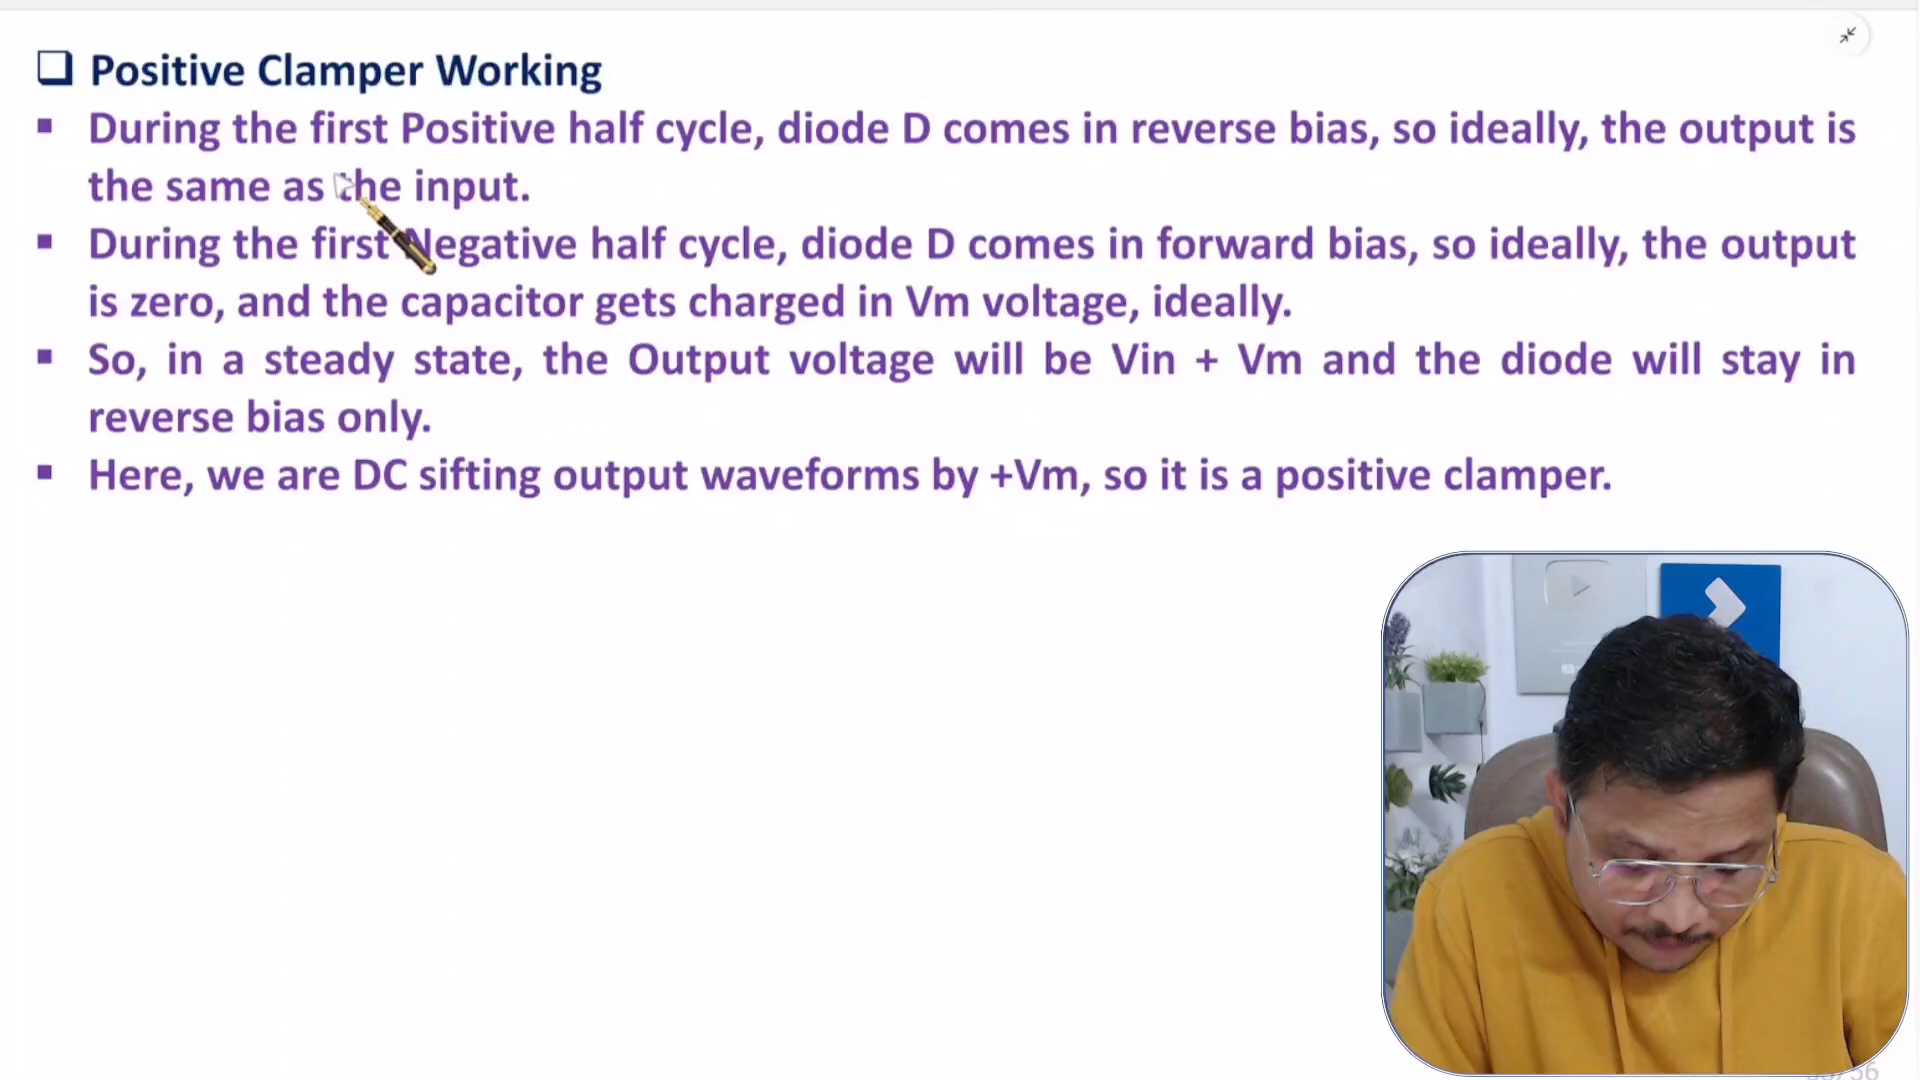 Positive Clamper Working
During the first Positive half cycle, diode D comes in reverse bias, so ideally, the output is
the same as the input.
During the first Negative half cycle, diode D comes in forward bias, so ideally, the output
is zero, and the capacitor gets charged in Vm voltage, ideally.
So, in a steady state, the Output voltage will be Vin + Vm and the diode will stay in
reverse bias only.
Here, we are DC sifting output waveforms by +Vm, so it is a positive clamper.